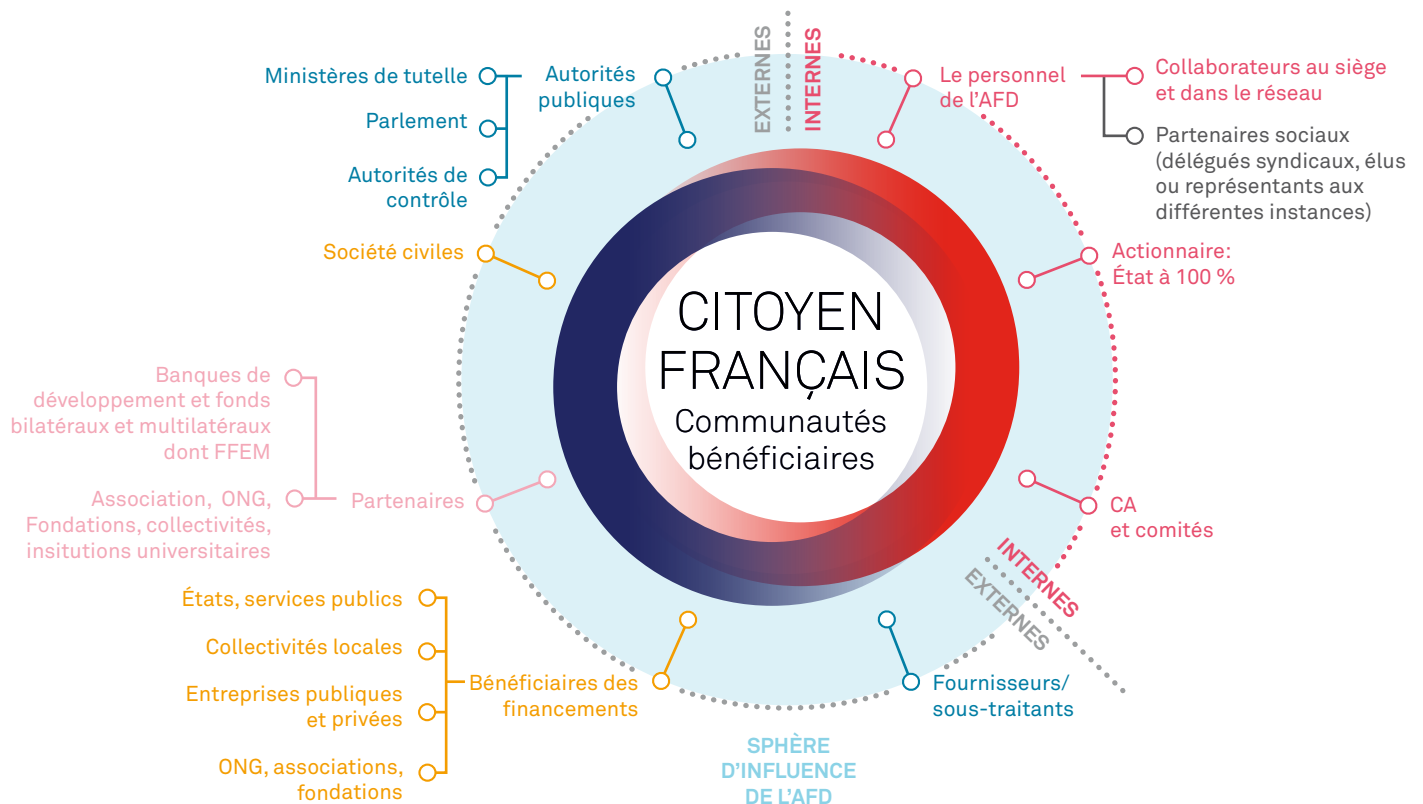 EXTERNES
INTERNES
Ministères de tutelle
Parlement
Autorités de
contrôle
Autorités
publiques
Le personnel
de l’AFD
Collaborateurs au siège
et dans le réseau
Partenaires sociaux
(délégués syndicaux, élus
ou représentants aux
différentes instances)
Société civiles
Actionnaire:
État à 100 %
CITOYEN
FRANÇAIS
Communautés
bénéficiaires
Banques de
développement et fonds
bilatéraux et multilatéraux
dont FFEM
Association, ONG,
Fondations, collectivités,
insitutions universitaires
Partenaires
CA
et comités
INTERNES
EXTERNES
États, services publics
Collectivités locales
Entreprises publiques
et privées
ONG, associations,
fondations
Bénéficiaires des
financements
Fournisseurs/
sous-traitants
SPHÈRE
D’INFLUENCE
DE L’AFD